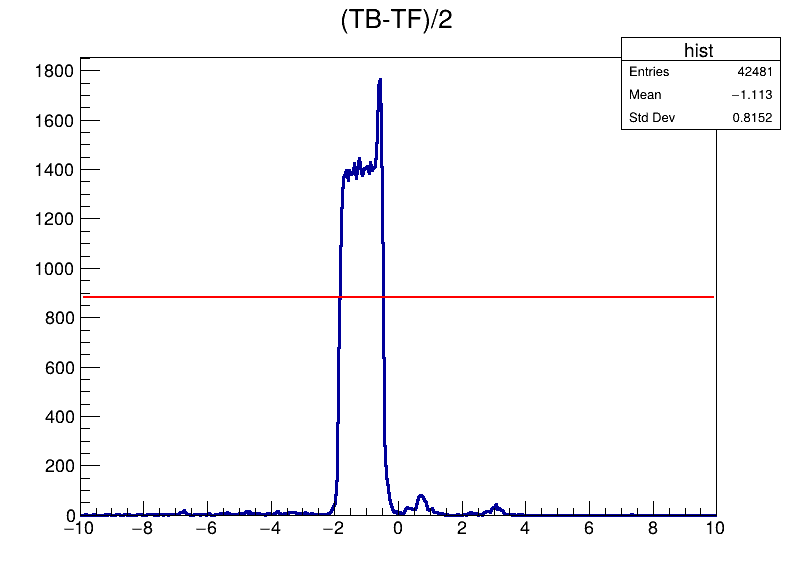 (TB-TF)/2
hist
Entries 42481
Mean −1.113
Std Dev 0.8152
1800
1600
1400
1200
1000
800
600
400
200
0
−10 −8 −6 −4 −2 0 2 4 6 8 10